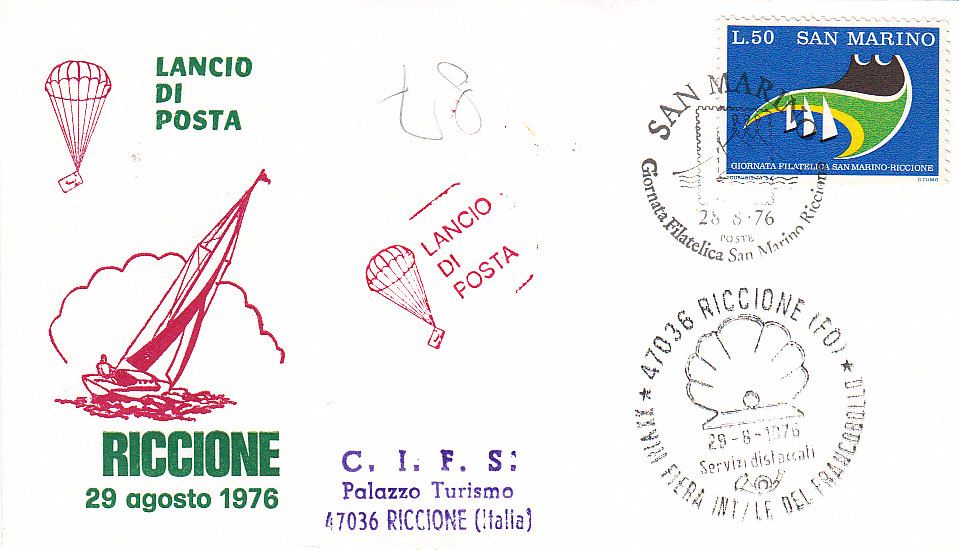 LANCIO
DI
POSTA
L.50 SAN MARINO
GIORNATA FILATELICA SAN MARINO-RICCIONE
SAN MARINO
28 8·76
POSTE
Giornata Filatelica San Marino Riccione
LANCIO
DI
POSTA
★ 47036 RICCIONE (FO) ★
29-8-1976
Servizi distaccati
XXVIII FIERA INT/LE DEL FRANCOBOLLO
RICCIONE
29 agosto 1976
C. I. F. S:
Palazzo Turismo
47036 RICCIONE (Italia)